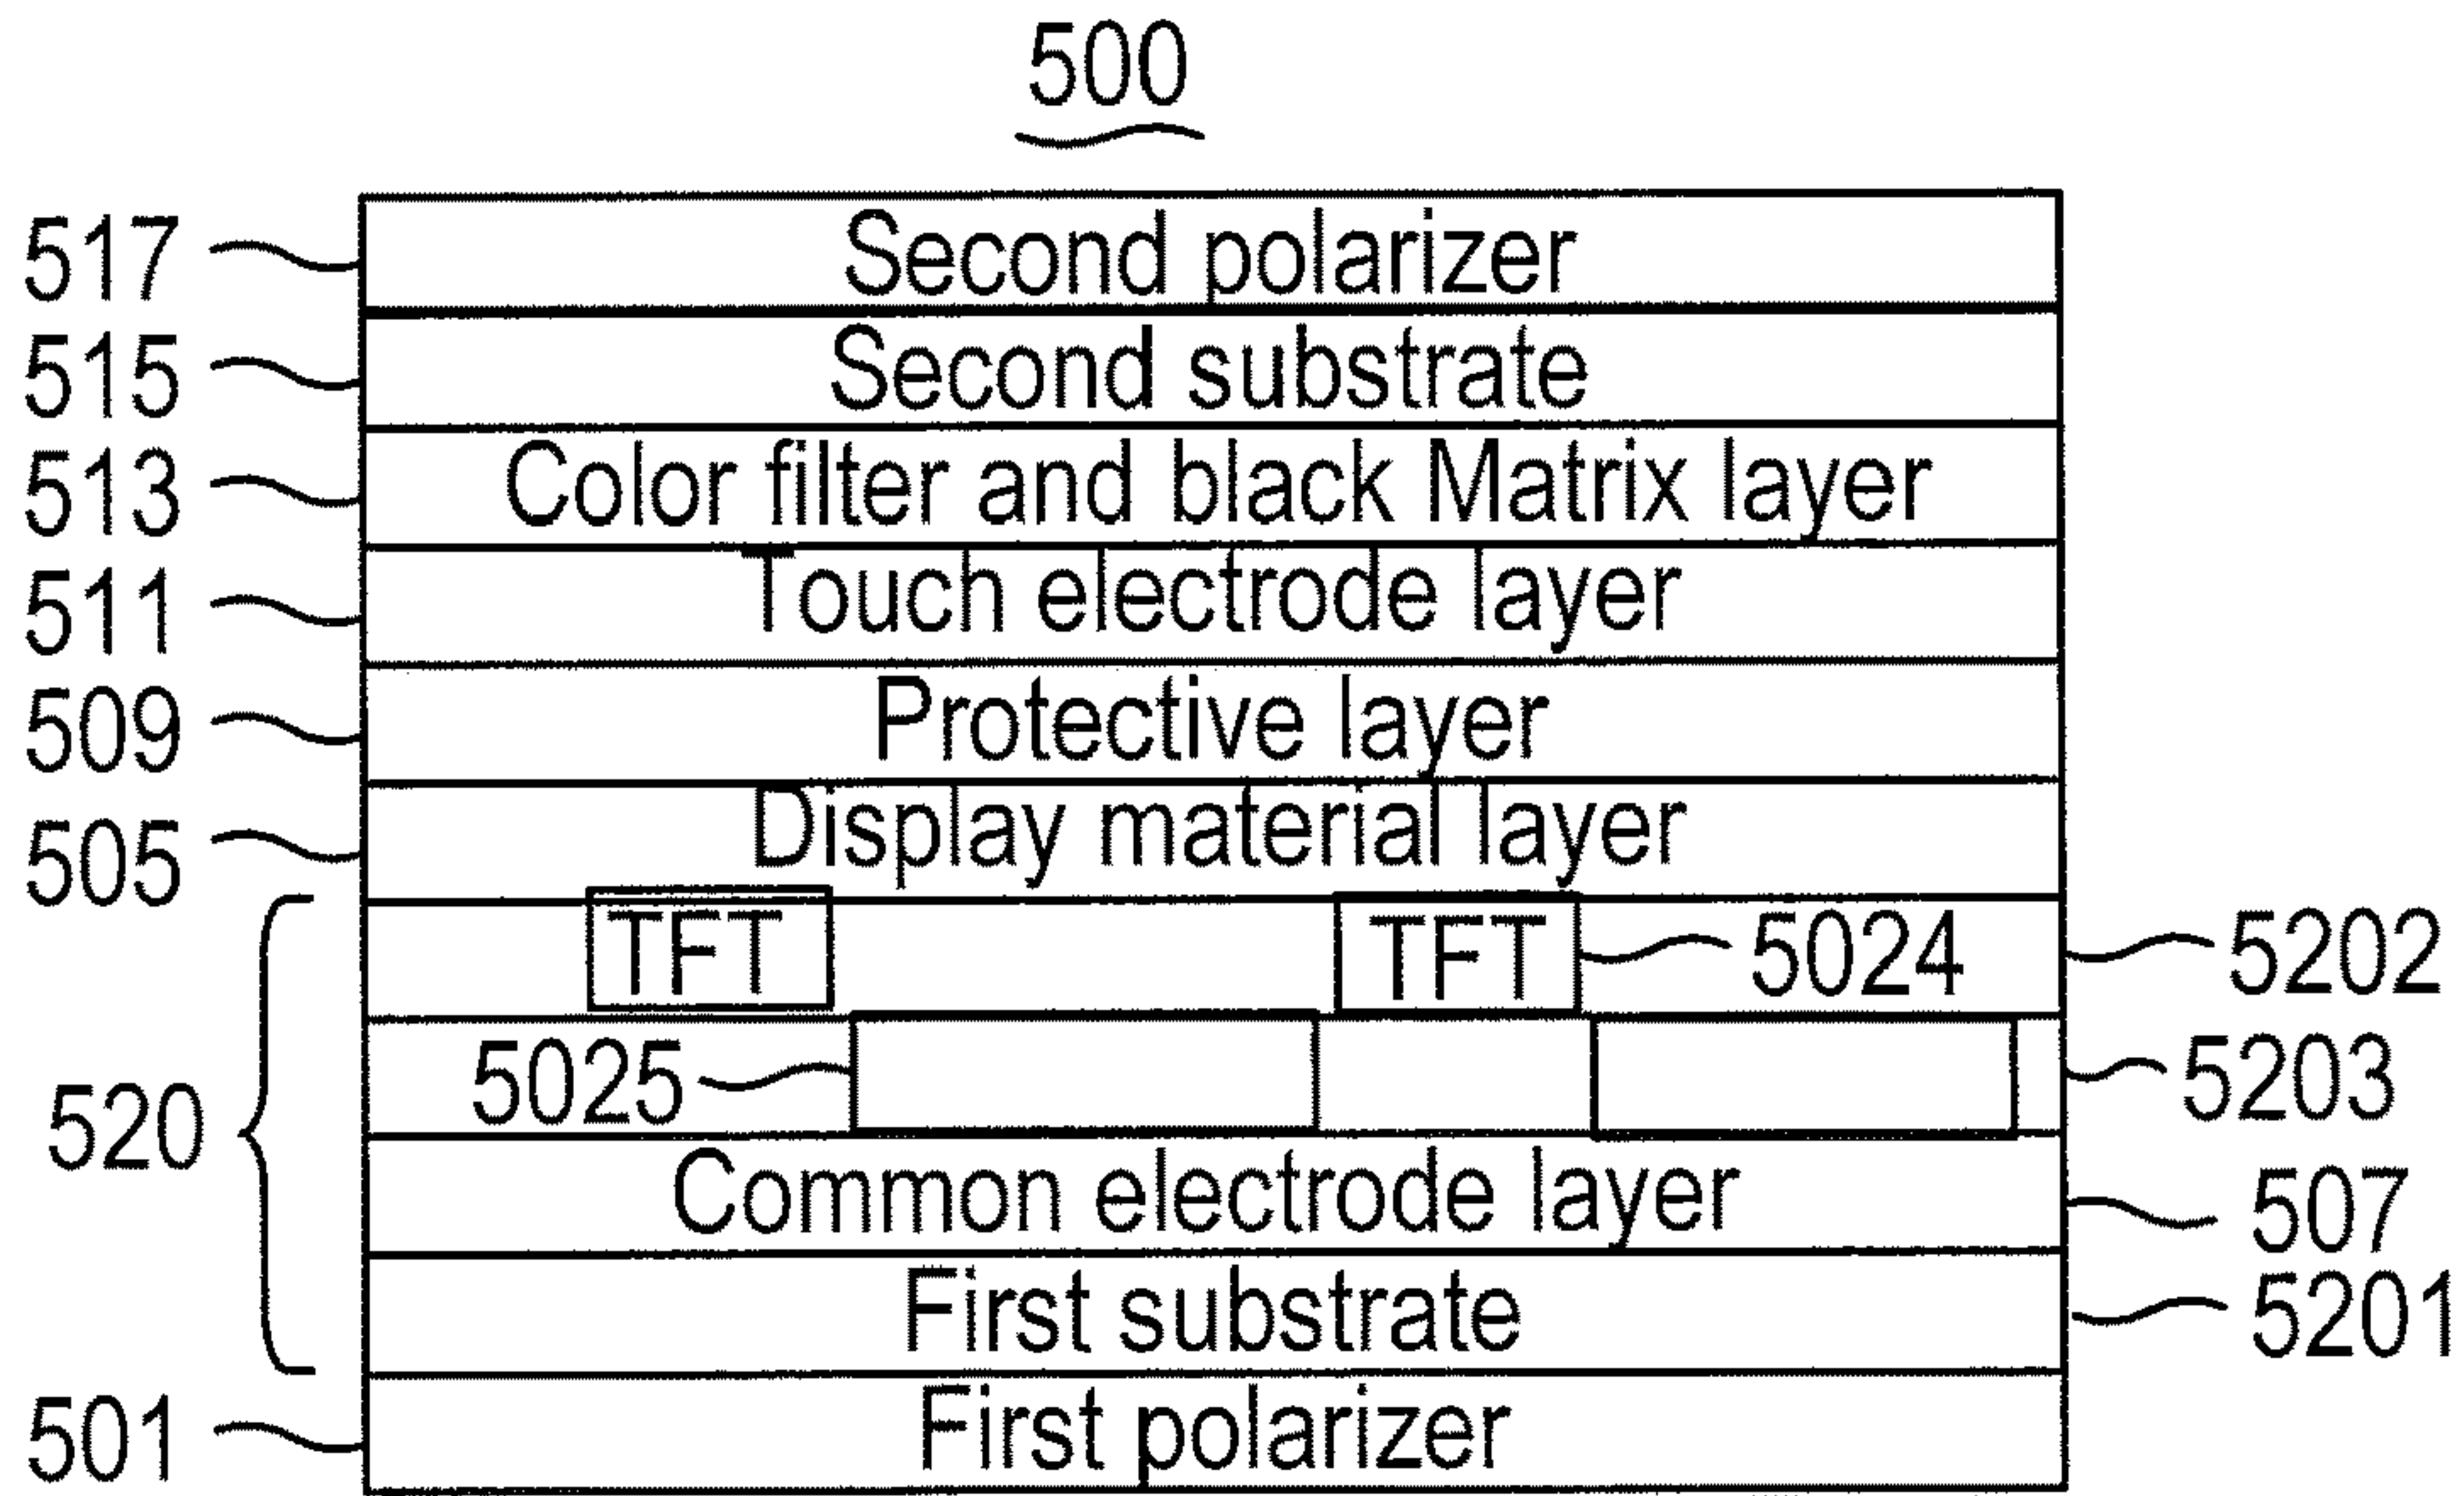 500
517 Second polarizer
515 Second substrate
513 Color filter and black Matrix layer
511 Touch electrode layer
509 Protective layer
505 Display material layer
TFT TFT 5024 5202
5025 5203
520
Common electrode layer 507
First substrate 5201
501 First polarizer